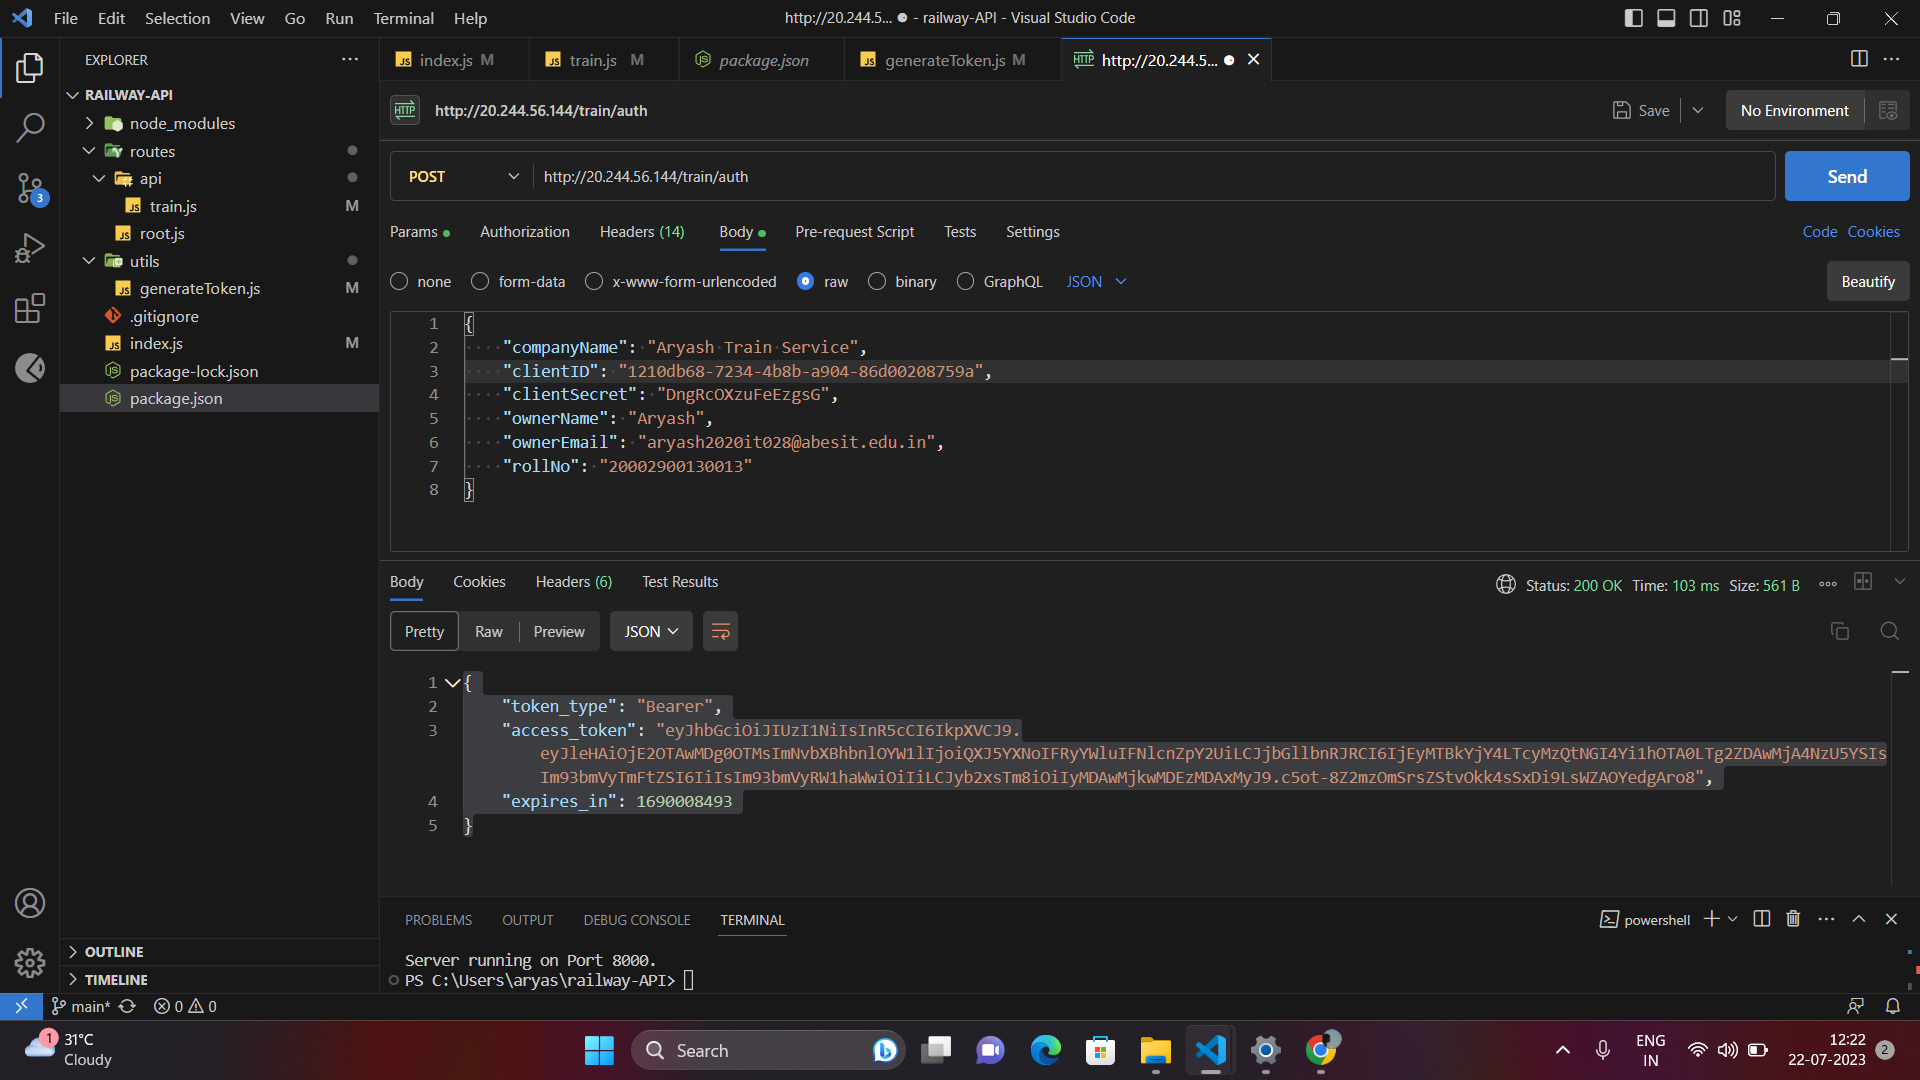 File Edit Selection View Go Run Terminal Help
http://20.244.5... ● - railway-API - Visual Studio Code
EXPLORER
index.js M
train.js M
package.json
generateToken.js M
HTTP http://20.244.5... ●
RAILWAY-API
node_modules
routes
api
train.js M
root.js
utils
generateToken.js M
.gitignore
index.js M
package-lock.json
package.json
OUTLINE
TIMELINE
3
HTTP http://20.244.56.144/train/auth
Save
No Environment
POST http://20.244.56.144/train/auth
Send
Params Authorization Headers (14) Body Pre-request Script Tests Settings
Code Cookies
none form-data x-www-form-urlencoded raw binary GraphQL JSON
Beautify
1 {
2 "companyName": "Aryash Train Service",
3 "clientID": "1210db68-7234-4b8b-a904-86d00208759a",
4 "clientSecret": "DngRcOXzuFeEzgsG",
5 "ownerName": "Aryash",
6 "ownerEmail": "aryash2020it028@abesit.edu.in",
7 "rollNo": "20002900130013"
8 }
Body Cookies Headers (6) Test Results
Status: 200 OK Time: 103 ms Size: 561 B
Pretty Raw Preview JSON
1 {
2 "token_type": "Bearer",
3 "access_token": "eyJhbGciOiJIUzI1NiIsInR5cCI6IkpXVCJ9.
eyJleHAiOjE2OTAwMDg0OTMsImNvbXBhbnlOYW1lIjoiQXJ5YXNoIFRyYWluIFNlcnZpY2UiLCJjbGllbnRJRCI6IjEyMTBkYjY4LTcyMzQtNGI4Yi1hOTA0LTg2ZDAwMjA4NzU5YSIs
Im93bmVyTmFtZSI6IiIsIm93bmVyRW1haWwiOiIiLCJyb2xsTm8iOiIyMDAwMjkwMDEzMDAxMyJ9.c5ot-8Z2mzOmSrsZStvOkk4sSxDi9LsWZAOYedgAro8",
4 "expires_in": 1690008493
5 }
PROBLEMS OUTPUT DEBUG CONSOLE TERMINAL
powershell
Server running on Port 8000.
PS C:\Users\aryas\railway-API>
main* 0 0
1 31°C
Cloudy
Search
ENG
IN
12:22
22-07-2023
2